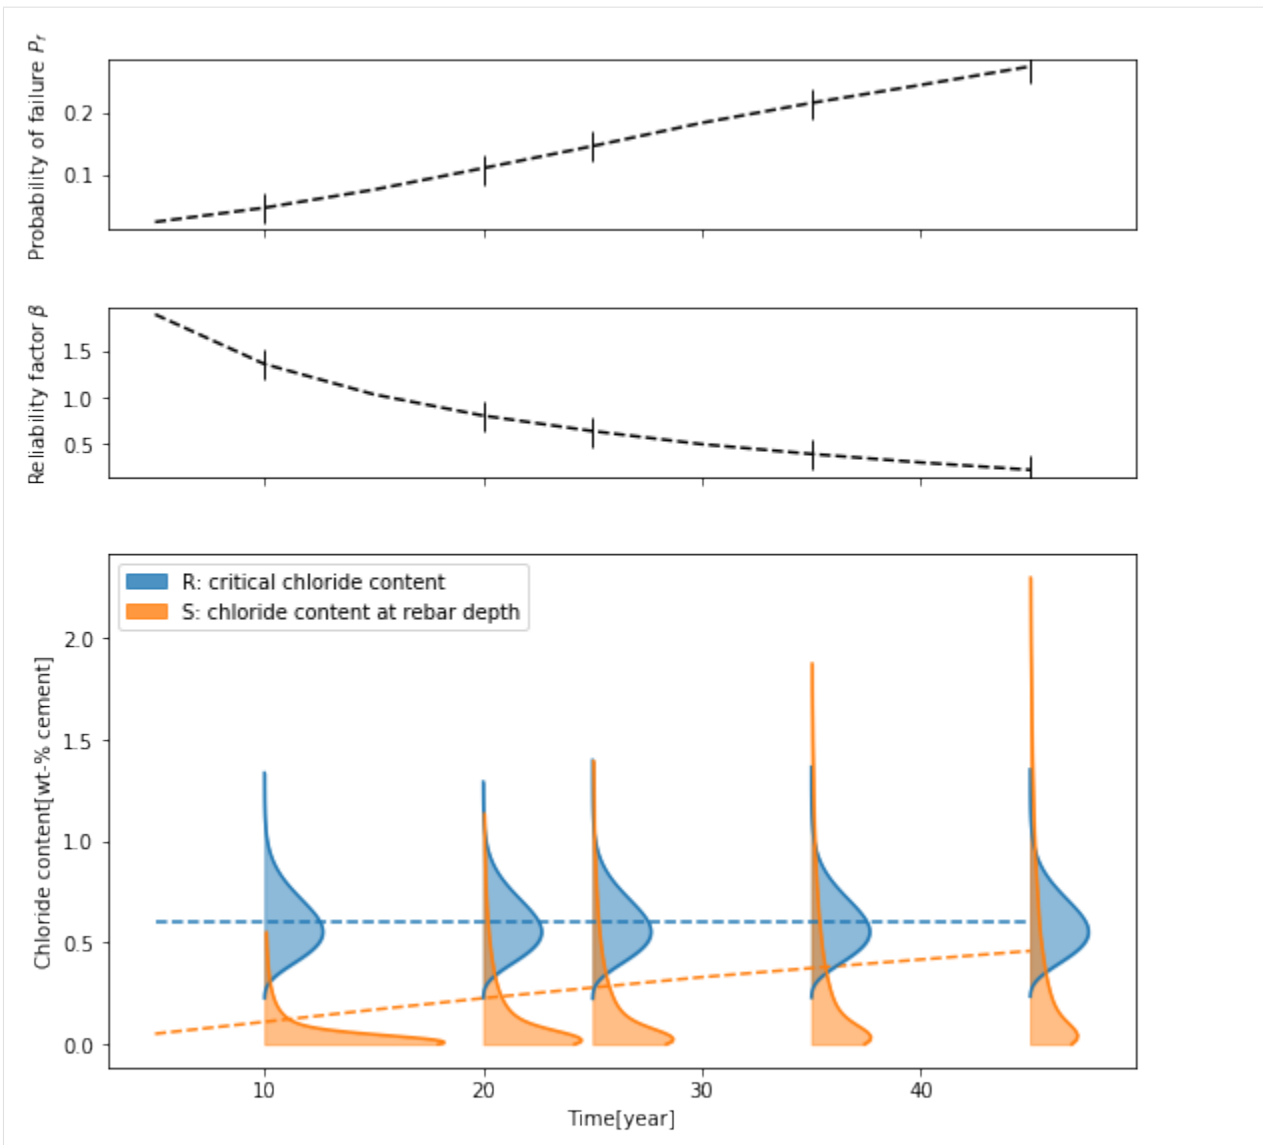 Probability of failure P_f
0.2
0.1
Reliability factor β
1.5
1.0
0.5
R: critical chloride content
S: chloride content at rebar depth
Chloride content[wt-% cement]
2.0
1.5
1.0
0.5
0.0
10 20 30 40
Time[year]